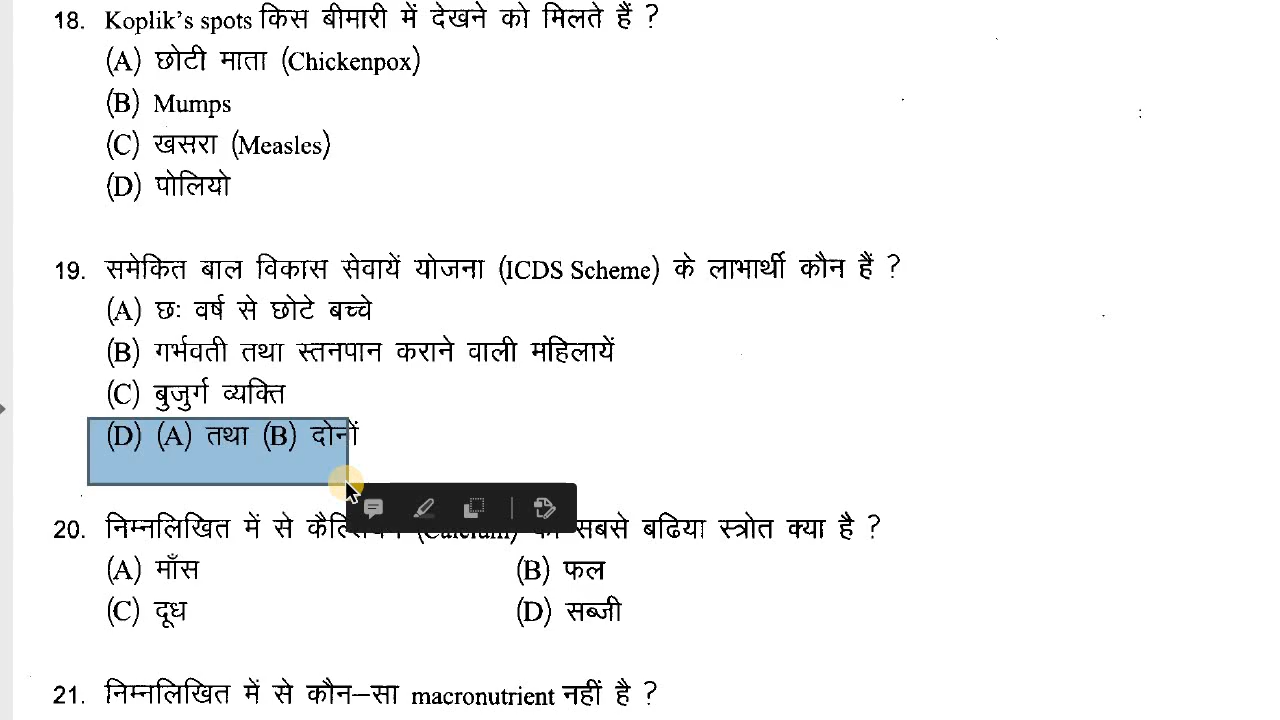 18. Koplik's spots किस बीमारी में देखने को मिलते हैं ?
(A) छोटी माता (Chickenpox)
(B) Mumps
(C) खसरा (Measles)
(D) पोलियो
19. समेकित बाल विकास सेवायें योजना (ICDS Scheme) के लाभार्थी कौन हैं ?
(A) छः वर्ष से छोटे बच्चे
(B) गर्भवती तथा स्तनपान कराने वाली महिलायें
(C) बुजुर्ग व्यक्ति
(D) (A) तथा (B) दोनों
20. निम्नलिखित में से सबसे बढिया स्त्रोत क्या है ?
(A) माँस (B) फल
(C) दूध (D) सब्जी
21. निम्नलिखित में से कौन–सा macronutrient नहीं है ?